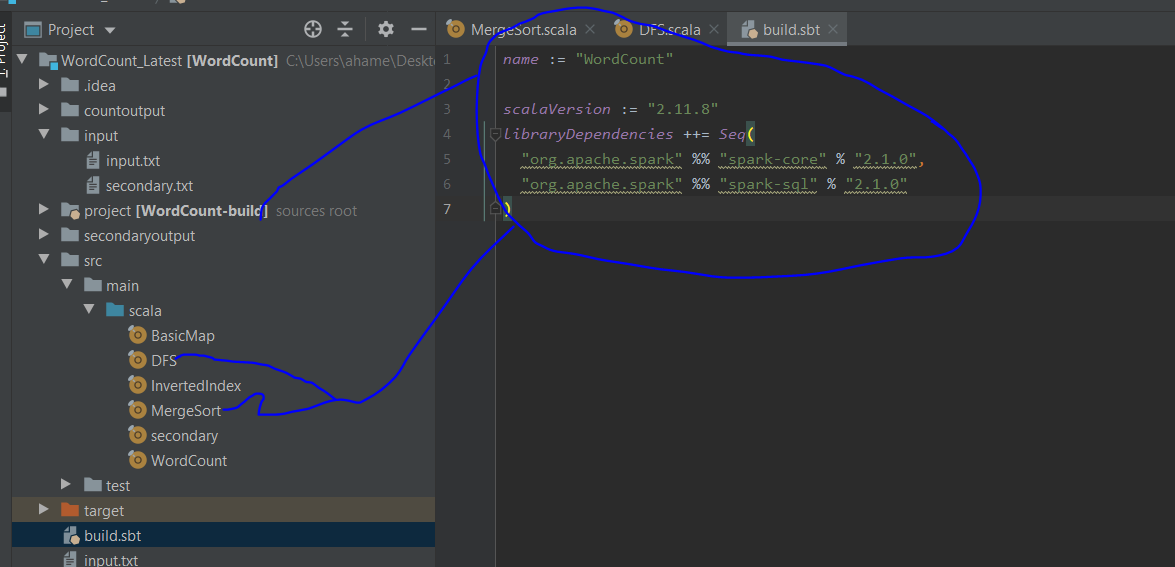 Project
Project
MergeSort.scala
DFS.scala
build.sbt
WordCount_Latest [WordCount] C:\Users\ahame\Deskt
.idea
countoutput
input
input.txt
secondary.txt
project [WordCount-build] sources root
secondaryoutput
src
main
scala
BasicMap
DFS
InvertedIndex
MergeSort
secondary
WordCount
test
target
build.sbt
input.txt
1 name := "WordCount"
2
3 scalaVersion := "2.11.8"
4 libraryDependencies ++= Seq(
5 "org.apache.spark" %% "spark-core" % "2.1.0",
6 "org.apache.spark" %% "spark-sql" % "2.1.0"
7 )